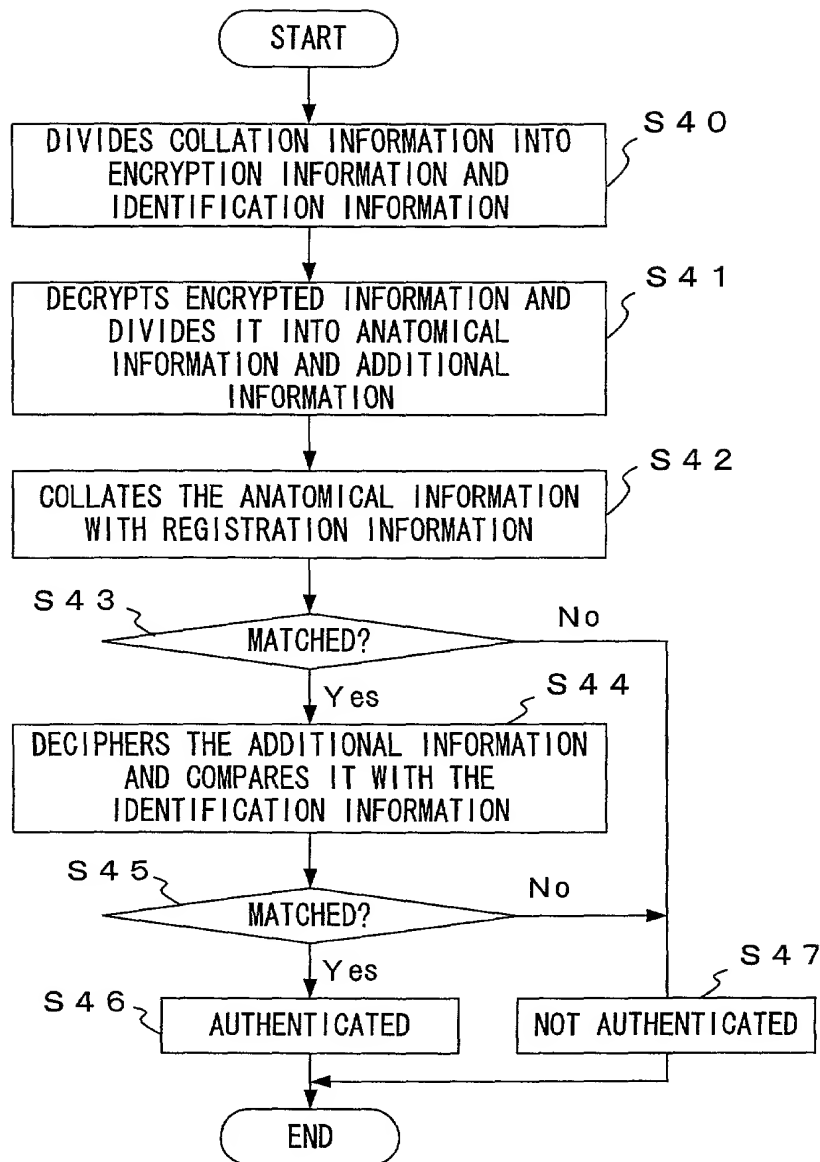 START
S40
DIVIDES COLLATION INFORMATION INTO
ENCRYPTION INFORMATION AND
IDENTIFICATION INFORMATION
S41
DECRYPTS ENCRYPTED INFORMATION AND
DIVIDES IT INTO ANATOMICAL
INFORMATION AND ADDITIONAL
INFORMATION
S42
COLLATES THE ANATOMICAL INFORMATION
WITH REGISTRATION INFORMATION
S43
MATCHED?
No
Yes
S44
DECIPHERS THE ADDITIONAL INFORMATION
AND COMPARES IT WITH THE
IDENTIFICATION INFORMATION
S45
MATCHED?
No
Yes
S46
AUTHENTICATED
S47
NOT AUTHENTICATED
END